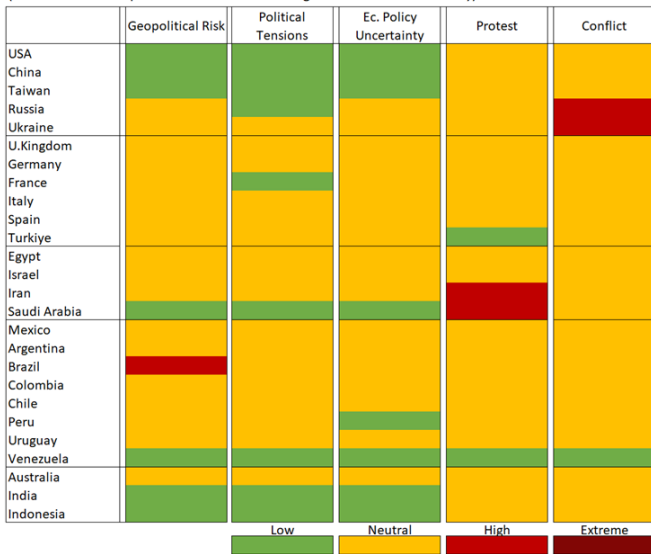 Geopolitical Risk Political Tensions Ec. Policy Uncertainty Protest Conflict
USA
China
Taiwan
Russia
Ukraine
U.Kingdom
Germany
France
Italy
Spain
Turkiye
Egypt
Israel
Iran
Saudi Arabia
Mexico
Argentina
Brazil
Colombia
Chile
Peru
Uruguay
Venezuela
Australia
India
Indonesia
Low Neutral High Extreme